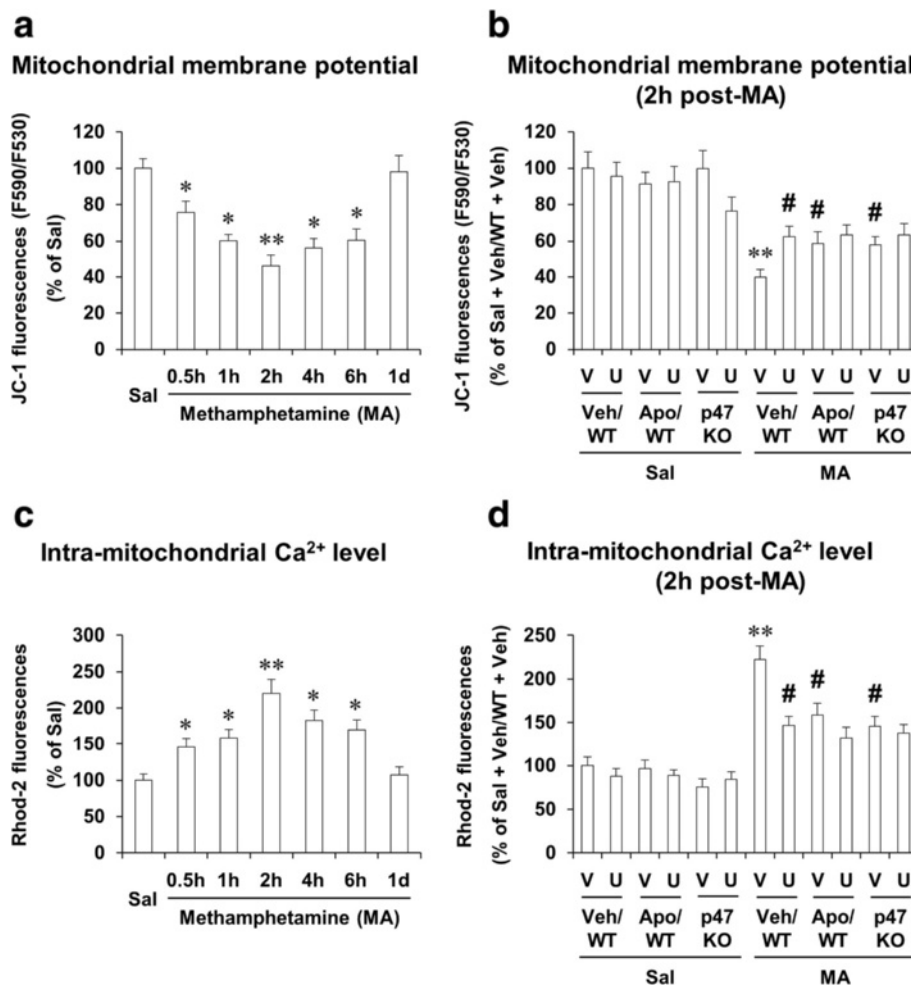 a
Mitochondrial membrane potential
JC-1 fluorescences (F590/F530)
(% of Sal)
120
100
80
60
40
20
0
*
*
**
*
*
Sal
0.5h 1h 2h 4h 6h 1d
Methamphetamine (MA)
b
Mitochondrial membrane potential
(2h post-MA)
JC-1 fluorescences (F590/F530)
(% of Sal + Veh/WT + Veh)
120
100
80
60
40
20
0
**
#
#
#
V U V U V U V U V U V U
Veh/ Apo/ p47 Veh/ Apo/ p47
WT WT KO WT WT KO
Sal MA
c
Intra-mitochondrial Ca²⁺ level
Rhod-2 fluorescences
(% of Sal)
300
250
200
150
100
50
0
*
*
**
*
*
Sal
0.5h 1h 2h 4h 6h 1d
Methamphetamine (MA)
d
Intra-mitochondrial Ca²⁺ level
(2h post-MA)
Rhod-2 fluorescences
(% of Sal + Veh/WT + Veh)
250
200
150
100
50
0
**
#
#
#
V U V U V U V U V U V U
Veh/ Apo/ p47 Veh/ Apo/ p47
WT WT KO WT WT KO
Sal MA